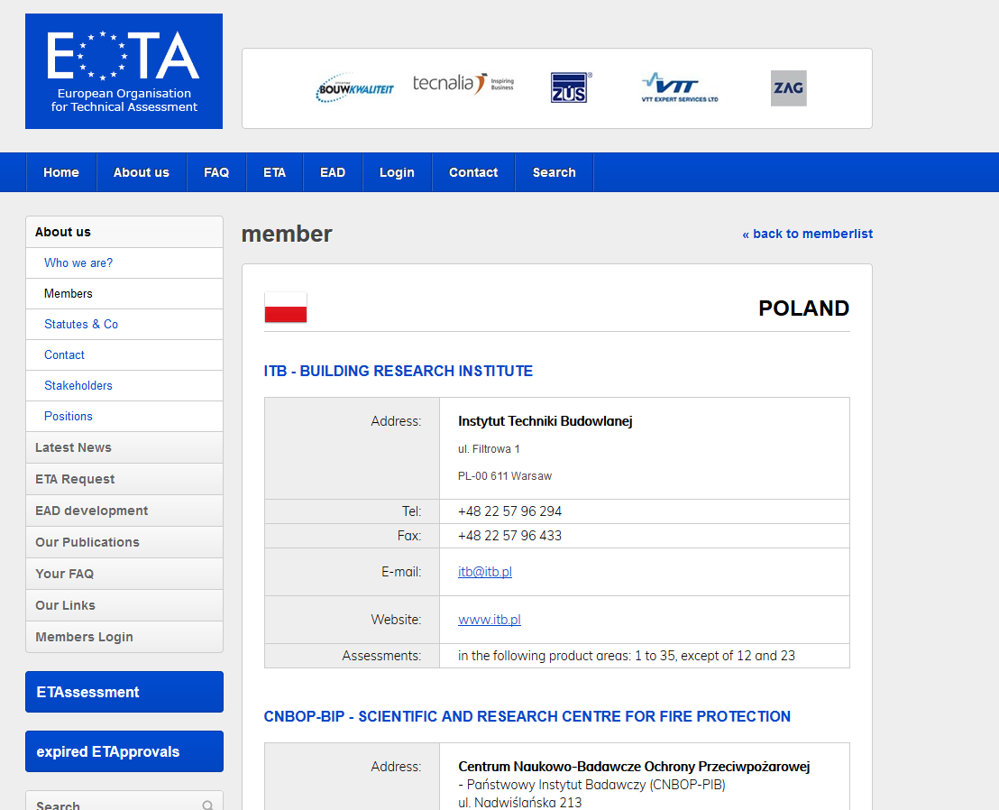 EOTA
European Organisation
for Technical Assessment
BOUWKWALITEIT
tecnalia Inspiring Business
ZUS
VTT
VTT EXPERT SERVICES LTD
ZAG
Home About us FAQ ETA EAD Login Contact Search
About us
Who we are?
Members
Statutes & Co
Contact
Stakeholders
Positions
Latest News
ETA Request
EAD development
Our Publications
Your FAQ
Our Links
Members Login
ETAssessment
expired ETApprovals
Search
member
« back to memberlist
POLAND
ITB - BUILDING RESEARCH INSTITUTE
Address: Instytut Techniki Budowlanej
ul. Filtrowa 1
PL-00 611 Warsaw
Tel: +48 22 57 96 294
Fax: +48 22 57 96 433
E-mail: itb@itb.pl
Website: www.itb.pl
Assessments: in the following product areas: 1 to 35, except of 12 and 23
CNBOP-BIP - SCIENTIFIC AND RESEARCH CENTRE FOR FIRE PROTECTION
Address: Centrum Naukowo-Badawcze Ochrony Przeciwpożarowej
- Państwowy Instytut Badawczy (CNBOP-PIB)
ul. Nadwiślańska 213